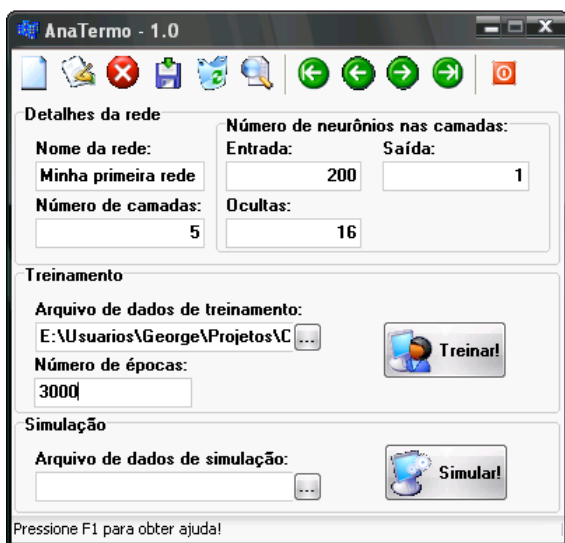 AnaTermo - 1.0
Detalhes da rede
Nome da rede:
Minha primeira rede
Número de camadas:
5
Número de neurônios nas camadas:
Entrada: Saída:
200 1
Ocultas:
16
Treinamento
Arquivo de dados de treinamento:
E:\Usuarios\George\Projetos\C ...
Treinar!
Número de épocas:
3000
Simulação
Arquivo de dados de simulação:
...
Simular!
Pressione F1 para obter ajuda!